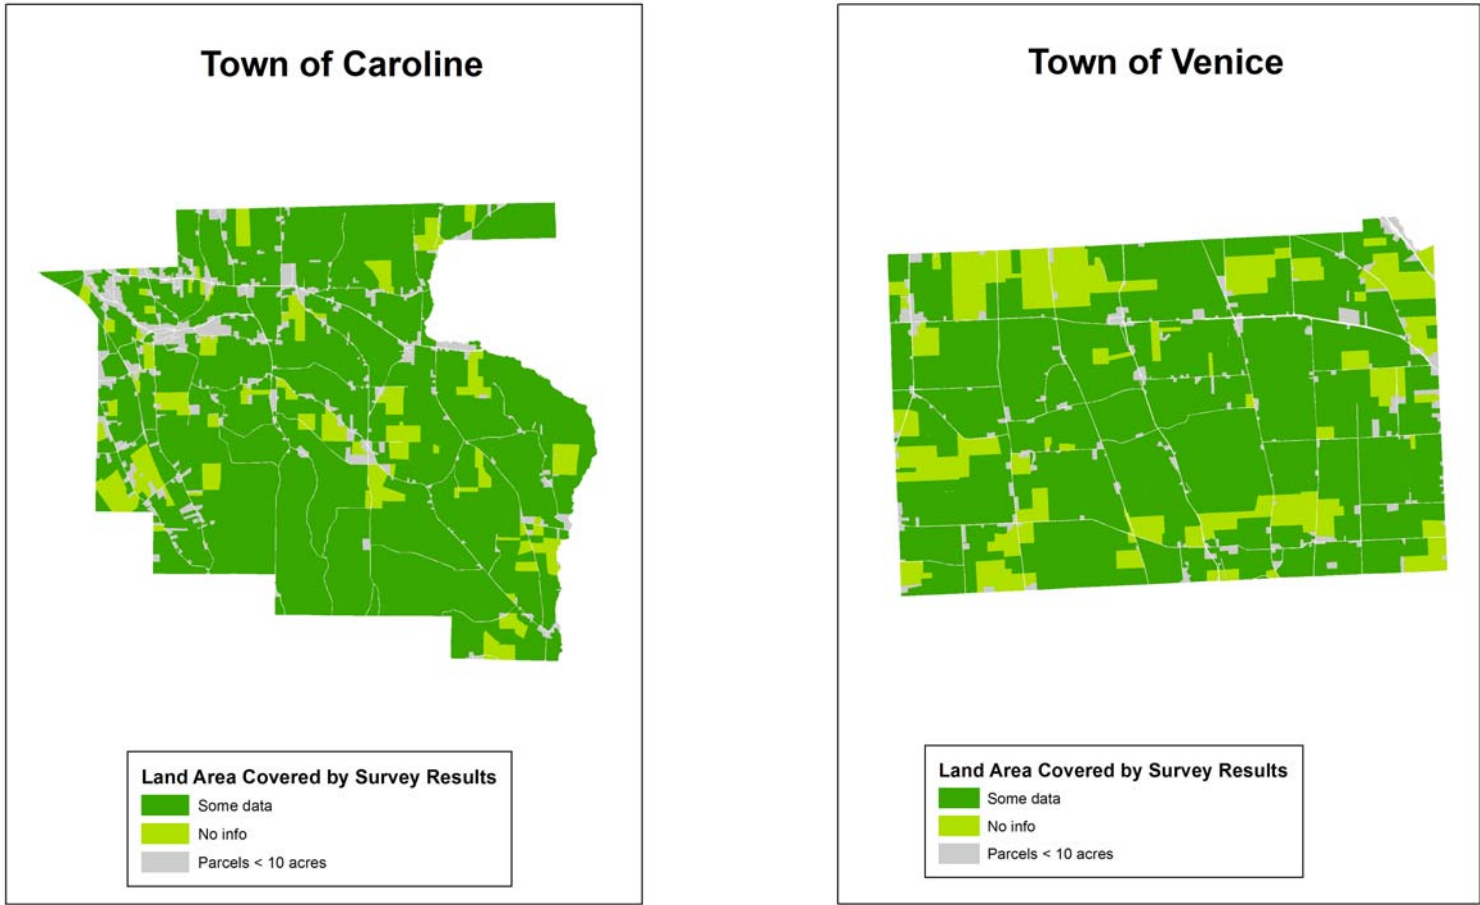 Town of Caroline
Land Area Covered by Survey Results
Some data
No info
Parcels < 10 acres
Town of Venice
Land Area Covered by Survey Results
Some data
No info
Parcels < 10 acres